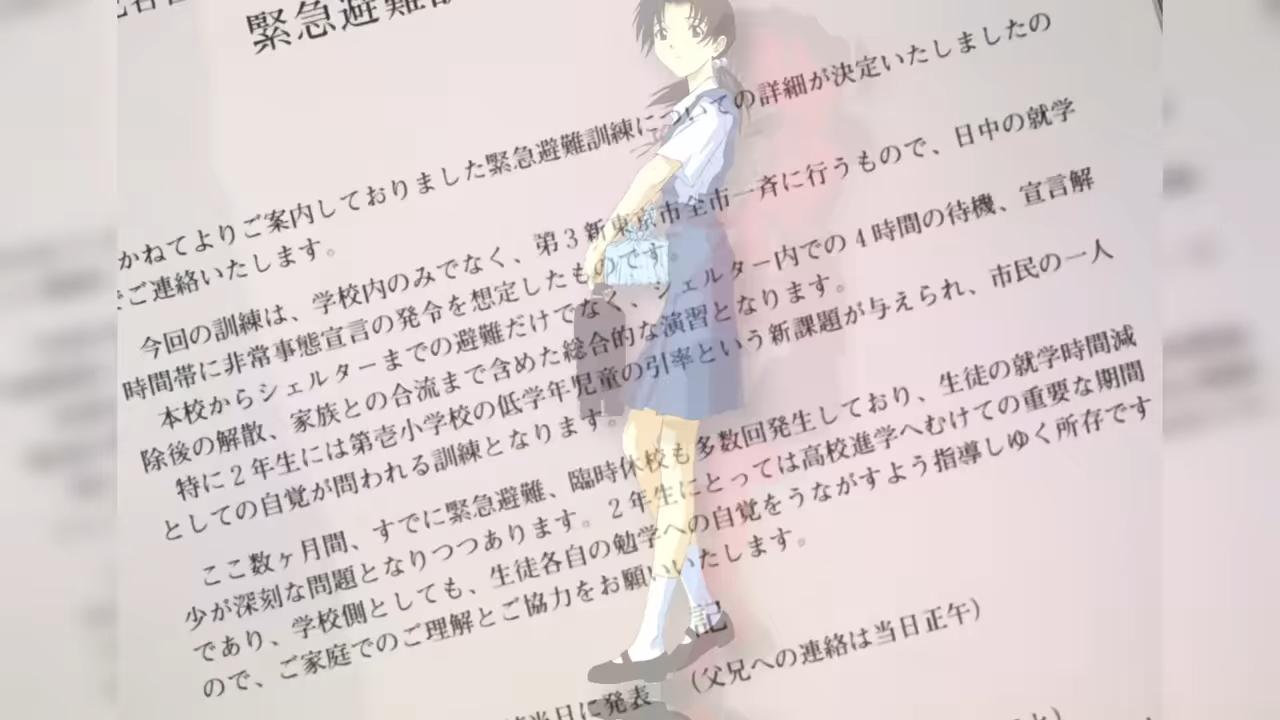 緊急避難訓
かねてよりご案内しておりました緊急避難訓練についての詳細が決定いたしましたの
でご連絡いたします。
今回の訓練は、学校内のみでなく、第3新東京市全市一斉に行うもので、日中の就学
時間帯に非常事態宣言の発令を想定したものです。
本校からシェルターまでの避難だけでなく、シェルター内での4時間の待機、宣言解
除後の解散、家族との合流まで含めた総合的な演習となります。
特に2年生には第壱小学校の低学年児童の引率という新課題が与えられ、市民の一人
としての自覚が問われる訓練となります。
ここ数ヶ月間、すでに緊急避難、臨時休校も多数回発生しており、生徒の就学時間減
少が深刻な問題となりつつあります。2年生にとっては高校進学へむけての重要な期間
であり、学校側としても、生徒各自の勉学への自覚をうながすよう指導しゆく所存です
ので、ご家庭でのご理解とご協力をお願いいたします。
記
当日に発表 (父兄への連絡は当日正午)